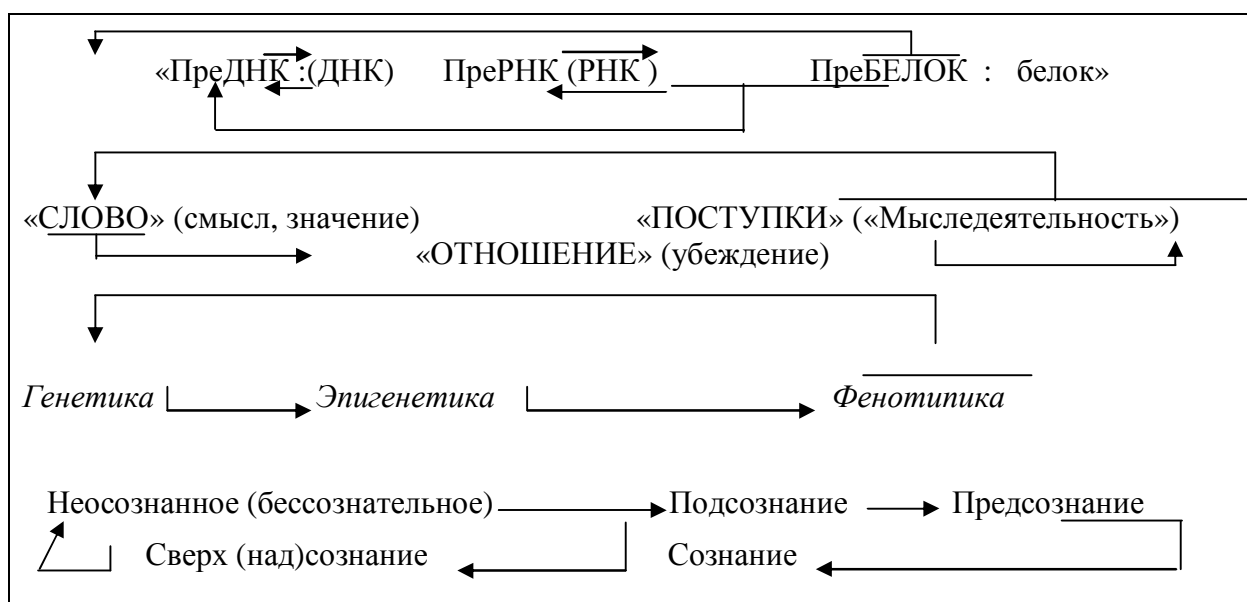 «ПреДНК :(ДНК) ПреРНК (РНК ) ПреБЕЛОК : белок»
«СЛОВО» (смысл, значение) «ПОСТУПКИ» («Мыследеятельность»)
«ОТНОШЕНИЕ» (убеждение)
Генетика Эпигенетика Фенотипика
Неосознанное (бессознательное) Подсознание Предсознание
Сверх (над)сознание Сознание